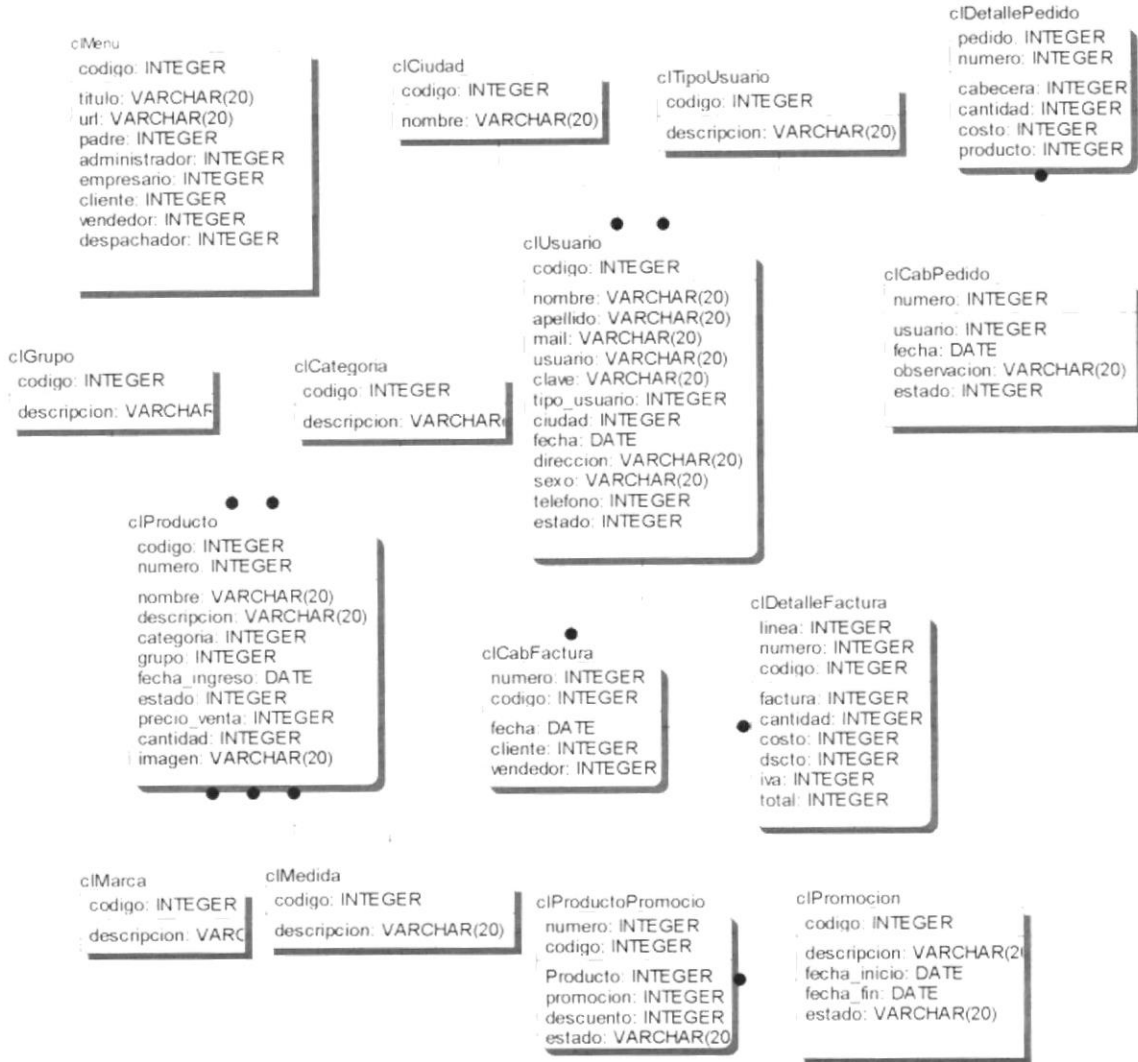 clMenu
codigo: INTEGER
titulo: VARCHAR(20)
url: VARCHAR(20)
padre: INTEGER
administrador: INTEGER
empresario: INTEGER
cliente: INTEGER
vendedor: INTEGER
despachador: INTEGER
clCiudad
codigo: INTEGER
nombre: VARCHAR(20)
clTipoUsuario
codigo: INTEGER
descripcion: VARCHAR(20)
clDetallePedido
pedido: INTEGER
numero: INTEGER
cabecera: INTEGER
cantidad: INTEGER
costo: INTEGER
producto: INTEGER
clUsuario
codigo: INTEGER
nombre: VARCHAR(20)
apellido: VARCHAR(20)
mail: VARCHAR(20)
usuario: VARCHAR(20)
clave: VARCHAR(20)
tipo_usuario: INTEGER
ciudad: INTEGER
fecha: DATE
direccion: VARCHAR(20)
sexo: VARCHAR(20)
telefono: INTEGER
estado: INTEGER
clCabPedido
numero: INTEGER
usuario: INTEGER
fecha: DATE
observacion: VARCHAR(20)
estado: INTEGER
clGrupo
codigo: INTEGER
descripcion: VARCHAR
clCategoria
codigo: INTEGER
descripcion: VARCHAR(
clProducto
codigo: INTEGER
numero: INTEGER
nombre: VARCHAR(20)
descripcion: VARCHAR(20)
categoria: INTEGER
grupo: INTEGER
fecha_ingreso: DATE
estado: INTEGER
precio_venta: INTEGER
cantidad: INTEGER
imagen: VARCHAR(20)
clCabFactura
numero: INTEGER
codigo: INTEGER
fecha: DATE
cliente: INTEGER
vendedor: INTEGER
clDetalleFactura
linea: INTEGER
numero: INTEGER
codigo: INTEGER
factura: INTEGER
cantidad: INTEGER
costo: INTEGER
dscto: INTEGER
iva: INTEGER
total: INTEGER
clMarca
codigo: INTEGER
descripcion: VARC
clMedida
codigo: INTEGER
descripcion: VARCHAR(20)
clProductoPromocio
numero: INTEGER
codigo: INTEGER
Producto: INTEGER
promocion: INTEGER
descuento: INTEGER
estado: VARCHAR(20
clPromocion
codigo: INTEGER
descripcion: VARCHAR(20
fecha_inicio: DATE
fecha_fin: DATE
estado: VARCHAR(20)